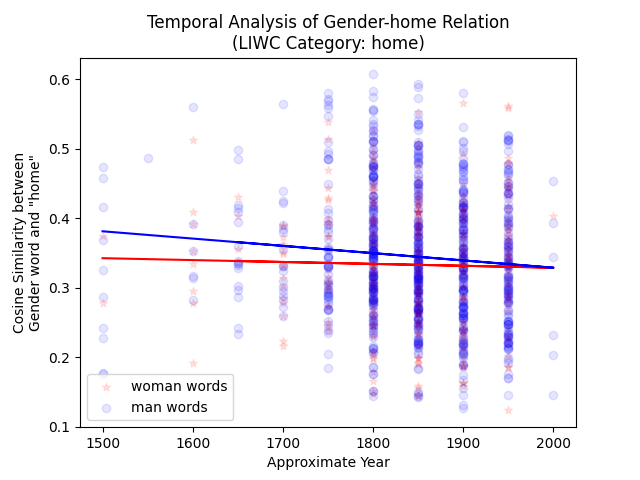 Temporal Analysis of Gender-home Relation
(LIWC Category: home)
Cosine Similarity between
Gender word and "home"
0.6
0.5
0.4
0.3
0.2
0.1
woman words
man words
1500
1600
1700
1800
1900
2000
Approximate Year